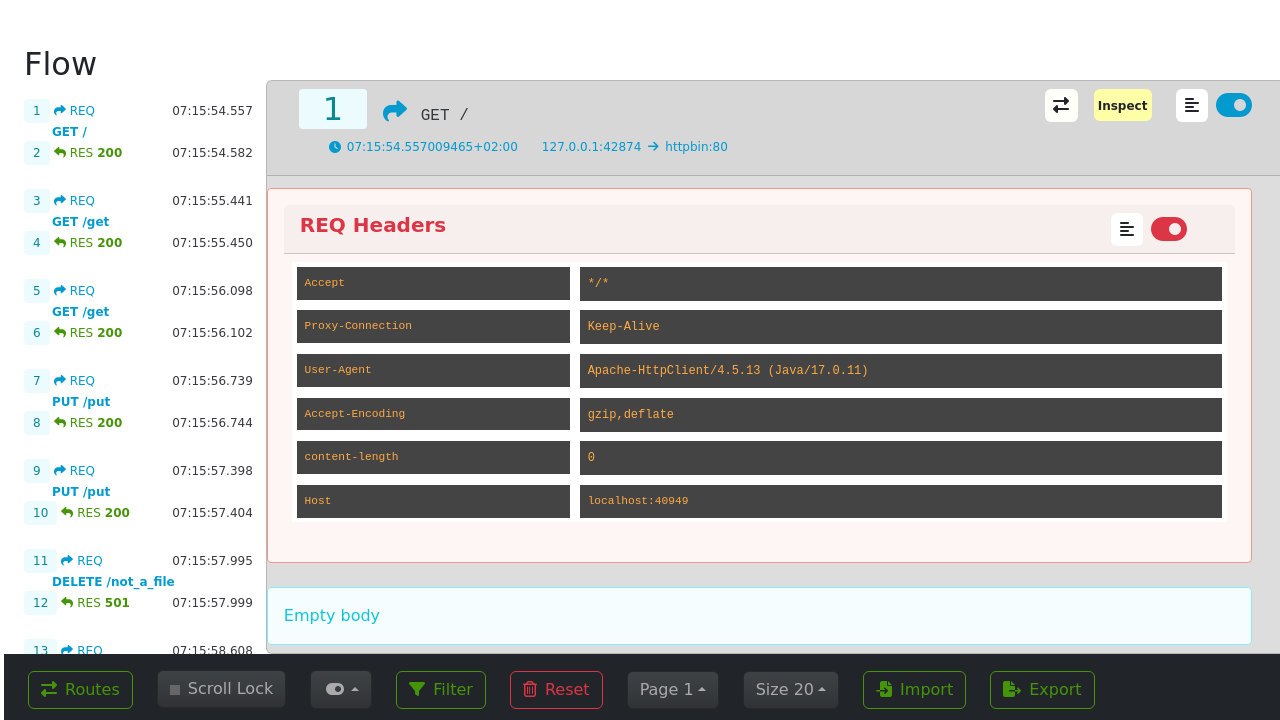 Flow
1 REQ 07:15:54.557
GET /
2 RES 200 07:15:54.582
3 REQ 07:15:55.441
GET /get
4 RES 200 07:15:55.450
5 REQ 07:15:56.098
GET /get
6 RES 200 07:15:56.102
7 REQ 07:15:56.739
PUT /put
8 RES 200 07:15:56.744
9 REQ 07:15:57.398
PUT /put
10 RES 200 07:15:57.404
11 REQ 07:15:57.995
DELETE /not_a_file
12 RES 501 07:15:57.999
13 REQ 07:15:58.608
1 GET / Inspect
07:15:54.557009465+02:00 127.0.0.1:42874 → httpbin:80
REQ Headers
Accept */*
Proxy-Connection Keep-Alive
User-Agent Apache-HttpClient/4.5.13 (Java/17.0.11)
Accept-Encoding gzip,deflate
content-length 0
Host localhost:40949
Empty body
Routes Scroll Lock Filter Reset Page 1 Size 20 Import Export